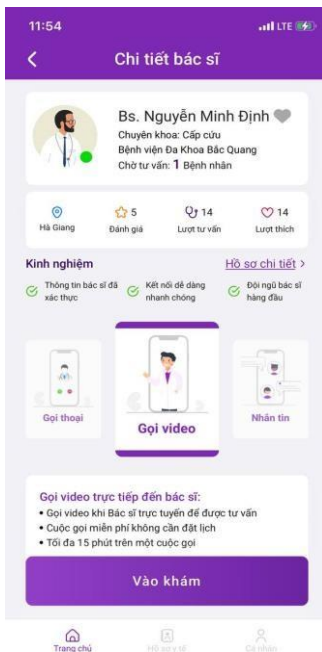 11:54
LTE
Chi tiết bác sĩ
Bs. Nguyễn Minh Định
Chuyên khoa: Cấp cứu
Bệnh viện Đa Khoa Bắc Quang
Chờ tư vấn: 1 Bệnh nhân
Hà Giang
5
Đánh giá
14
Lượt tư vấn
14
Lượt thích
Kinh nghiệm
Hồ sơ chi tiết >
Thông tin bác sĩ đã
xác thực
Kết nối dễ dàng
nhanh chóng
Đội ngũ bác sĩ
hàng đầu
Gọi thoại
Gọi video
Nhắn tin
Gọi video trực tiếp đến bác sĩ:
• Gọi video khi Bác sĩ trực tuyến để được tư vấn
• Cuộc gọi miễn phí không cần đặt lịch
• Tối đa 15 phút trên một cuộc gọi
Vào khám
Trang chủ
Hồ sơ y tế
Cá nhân